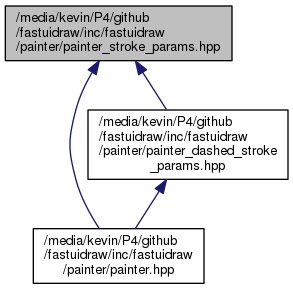 /media/kevin/P4/github
/fastuidraw/inc/fastuidraw
/painter/painter_stroke_params.hpp
/media/kevin/P4/github
/fastuidraw/inc/fastuidraw
/painter/painter_dashed_stroke
_params.hpp
/media/kevin/P4/github
/fastuidraw/inc/fastuidraw
/painter/painter.hpp